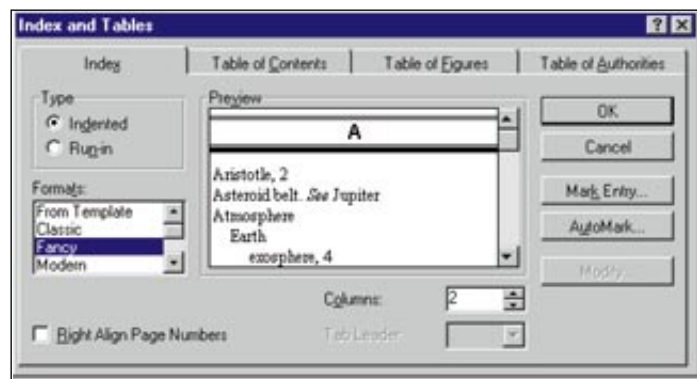 Index and Tables
Index
Table of Contents
Table of Figures
Table of Authorities
Type
Indented
Run-in
Formats:
From Template
Classic
Fancy
Modern
Preview
A
Aristotle, 2
Asteroid belt. See Jupiter
Atmosphere
Earth
exosphere, 4
OK
Cancel
Mark Entry...
AutoMark...
Modify...
Columns: 2
Right Align Page Numbers
Tab Leader: